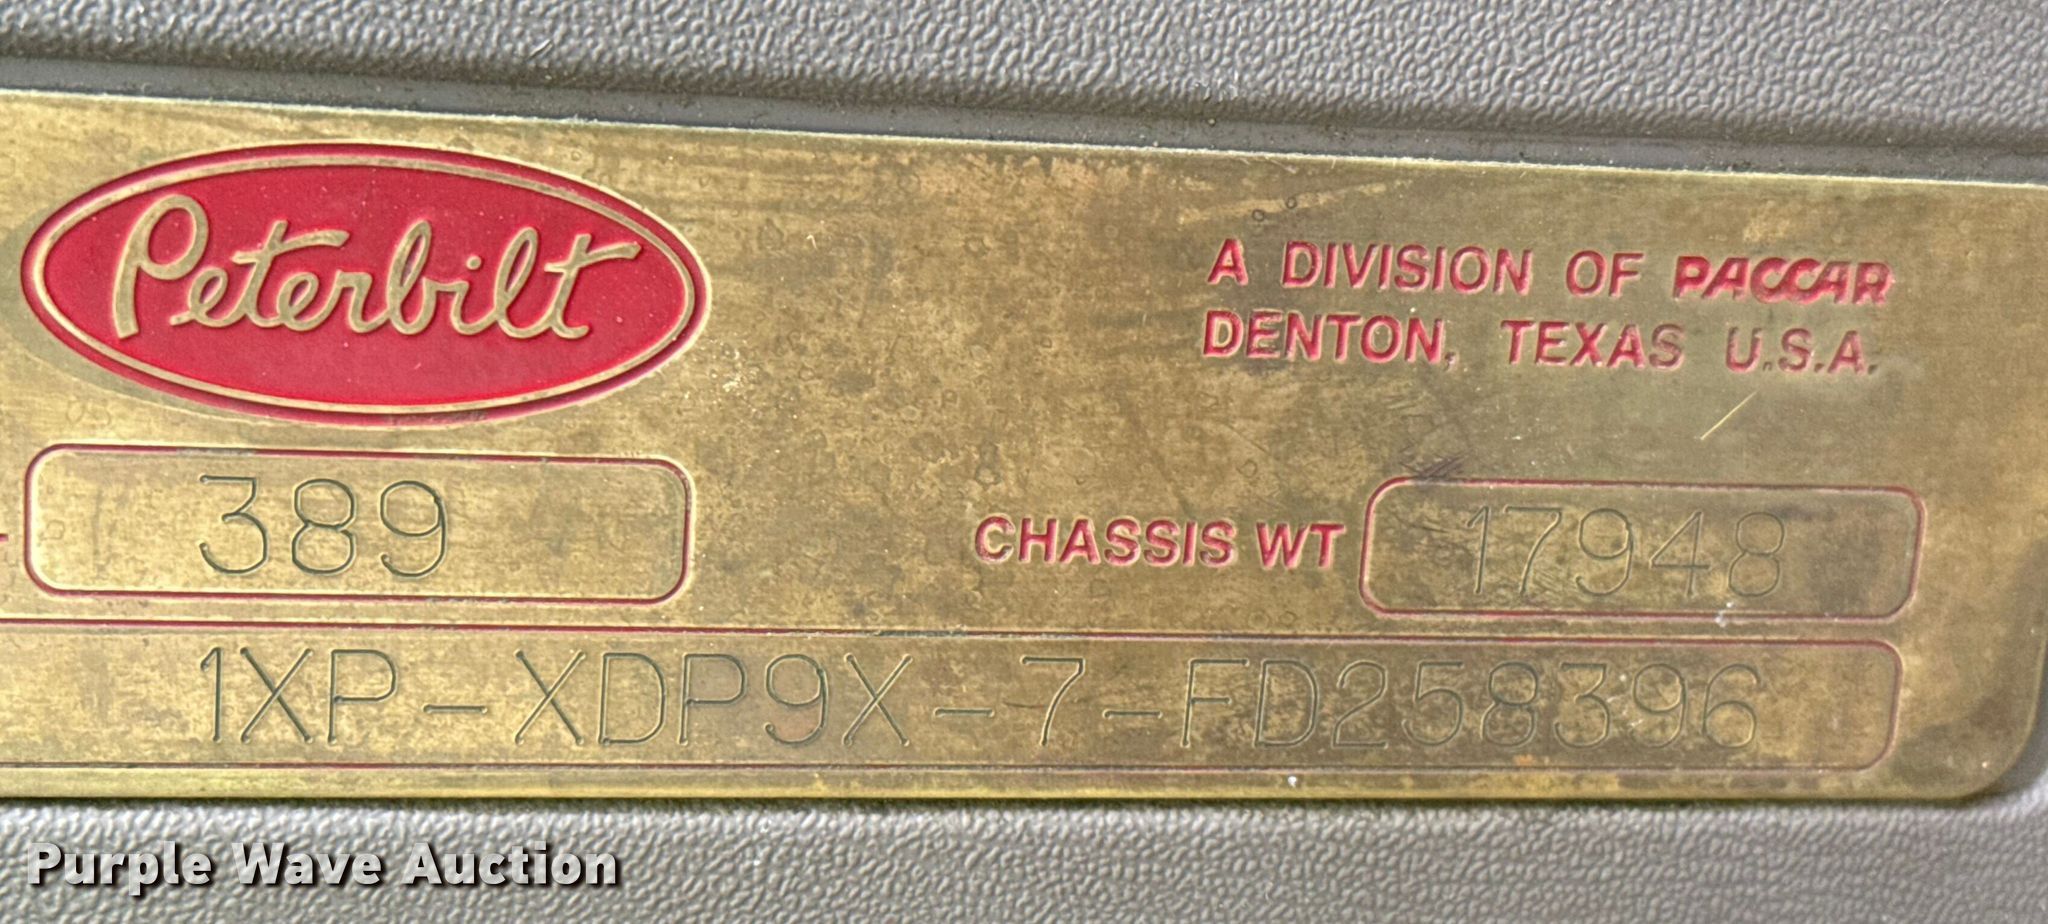 Peterbilt
A DIVISION OF PACCAR
DENTON, TEXAS U.S.A.
389
CHASSIS WT 17948
1XP-XDP9X-7-FD258396
Purple Wave Auction